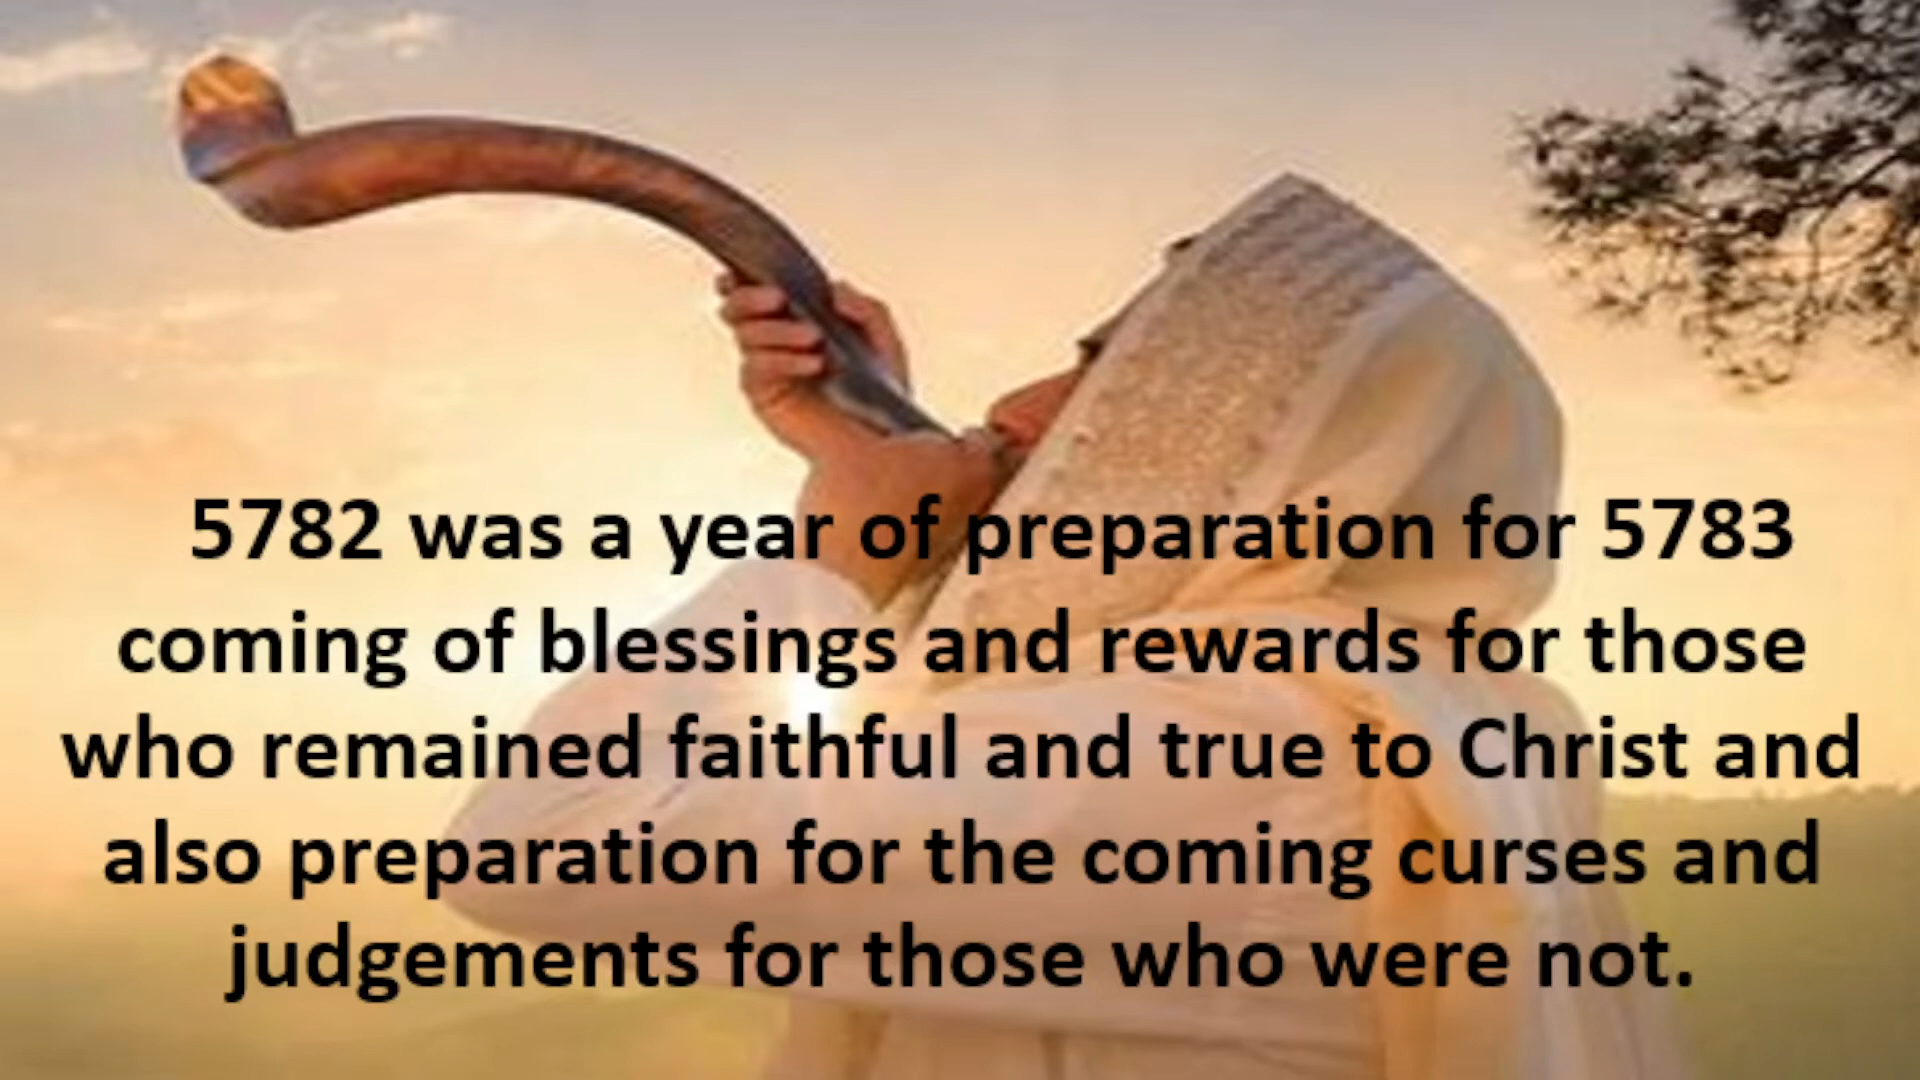 5782 was a year of preparation for 5783
coming of blessings and rewards for those
who remained faithful and true to Christ and
also preparation for the coming curses and
judgements for those who were not.